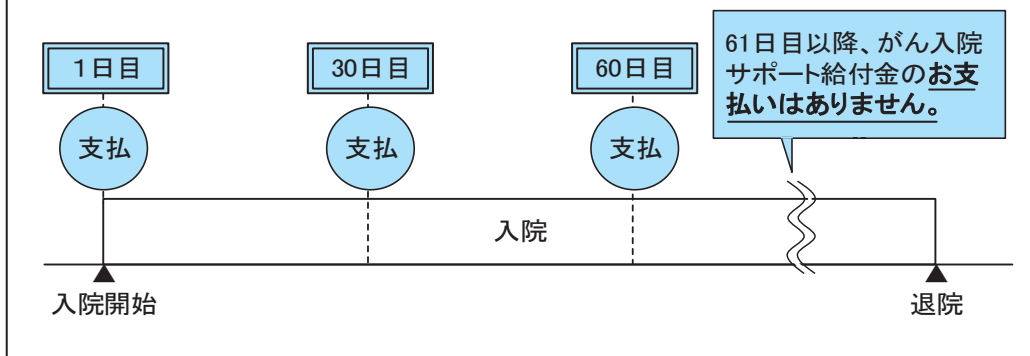 1日目
30日目
60日目
61日目以降、がん入院
サポート給付金のお支
払いはありません。
支払
支払
支払
入院
入院開始
退院